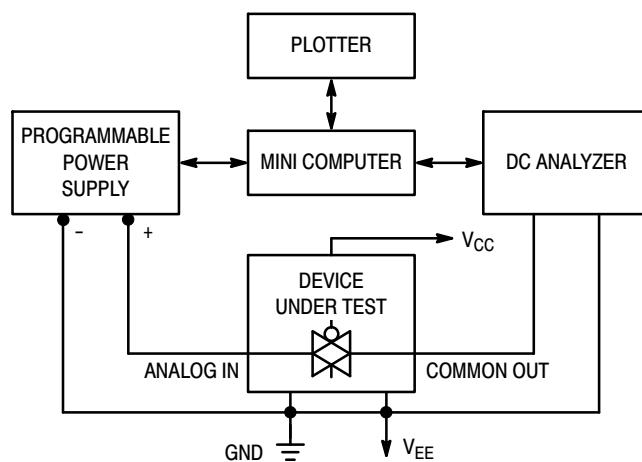 PLOTTER
PROGRAMMABLE
POWER
SUPPLY
MINI COMPUTER
DC ANALYZER
− +
VCC
DEVICE
UNDER TEST
ANALOG IN
COMMON OUT
GND
VEE